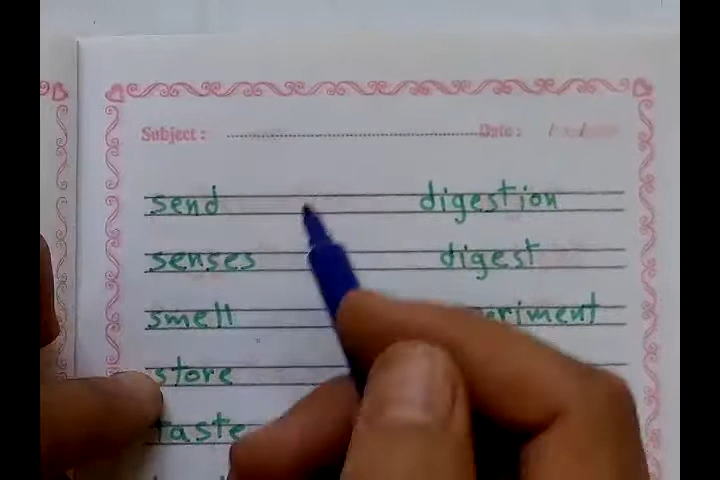 Subject : Date : / /
send digestion
senses digest
smell
store
taste